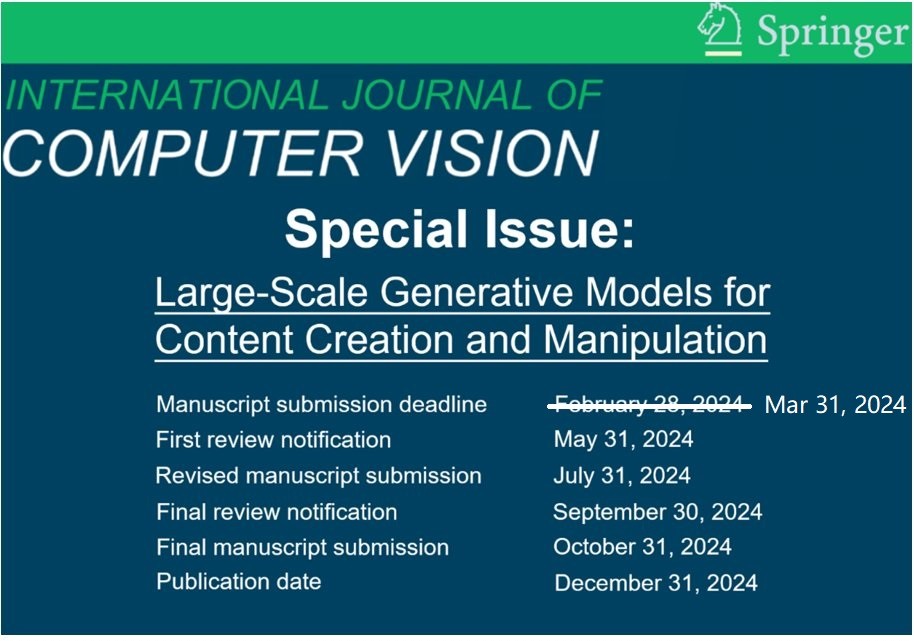 Springer
INTERNATIONAL JOURNAL OF
COMPUTER VISION
Special Issue:
Large-Scale Generative Models for
Content Creation and Manipulation
Manuscript submission deadline February 28, 2024 Mar 31, 2024
First review notification May 31, 2024
Revised manuscript submission July 31, 2024
Final review notification September 30, 2024
Final manuscript submission October 31, 2024
Publication date December 31, 2024